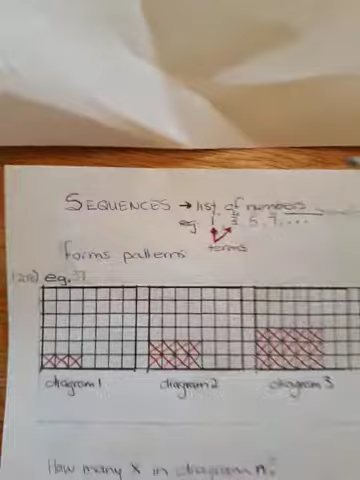 SEQUENCES → list of numbers
eg. 1, 3, 5, 7, ...
terms
forms patterns
eg.
diagram 1 diagram 2 diagram 3
How many x in diagram n?